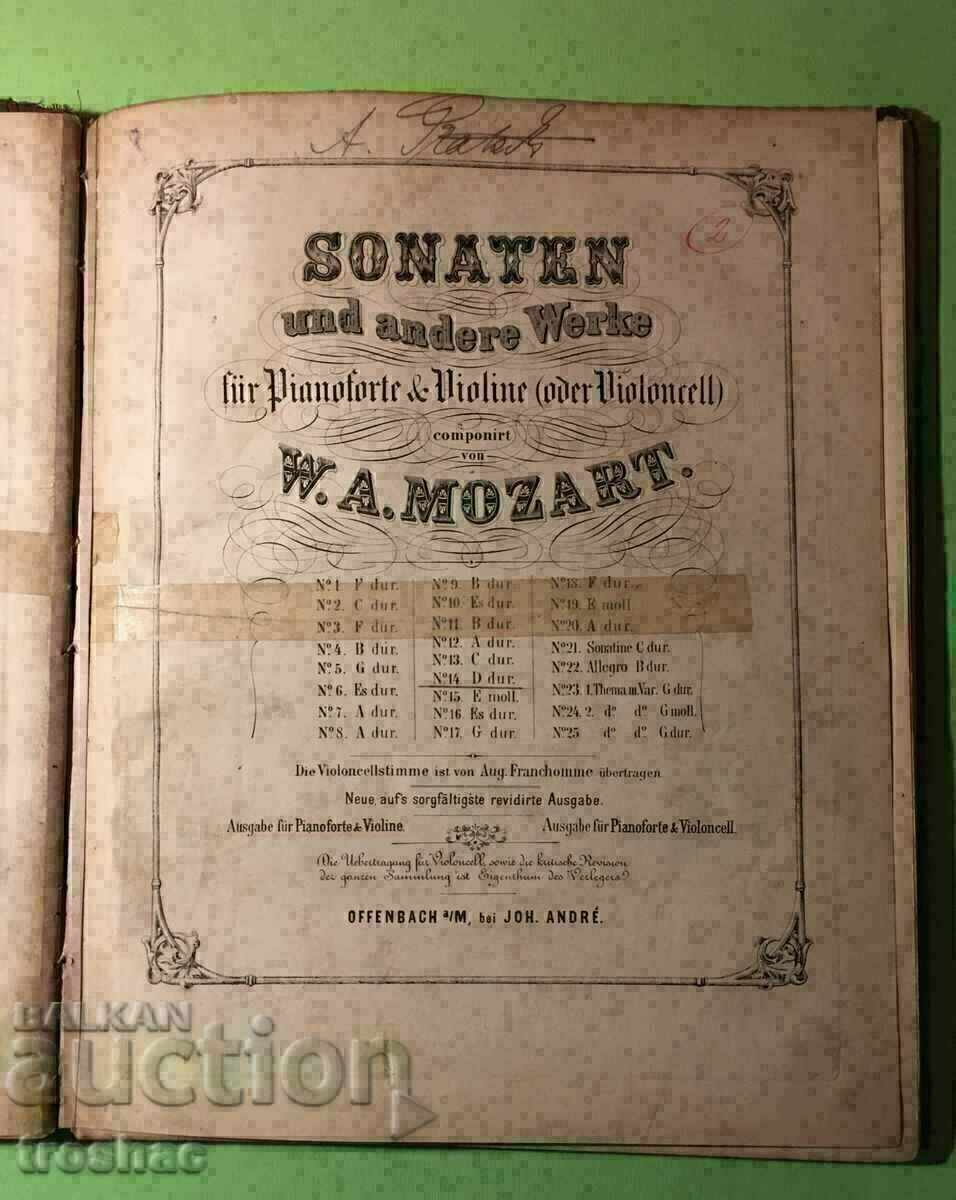 A.
2
SONATEN
und andere Werke
für Pianoforte & Violine (oder Violoncell)
componirt
von
W. A. MOZART.
No. 1 F dur.
No. 2. C dur.
No. 3. F dur.
No. 4. B dur.
No. 5. G dur.
No. 6. Es dur.
No. 7. A dur.
No. 8. A dur.
No. 9. B dur.
No. 10. Es dur.
No. 11. B dur.
No. 12. A dur.
No. 13. C dur.
No. 14. D dur.
No. 15. E moll.
No. 16. Es dur.
No. 17. G dur.
No. 18. F dur.
No. 19. E moll
No. 20. A dur.
No. 21. Sonatine C dur.
No. 22. Allegro B dur.
No. 23. 1. Thema m. Var. G dur.
No. 24. 2. do do G moll.
No. 25 do do G dur.
Die Violoncellstimme ist von Aug. Franchomme übertragen
Neue, aufs sorgfältigste revidirte Ausgabe.
Ausgabe für Pianoforte & Violine. Ausgabe für Pianoforte & Violoncell.
(Die Uebertragung für Violoncell, sowie die kritische Revision
der ganzen Sammlung ist Eigenthum des Verlegers)
OFFENBACH a/M, bei JOH. ANDRÉ.
BALKAN
auction
troshac